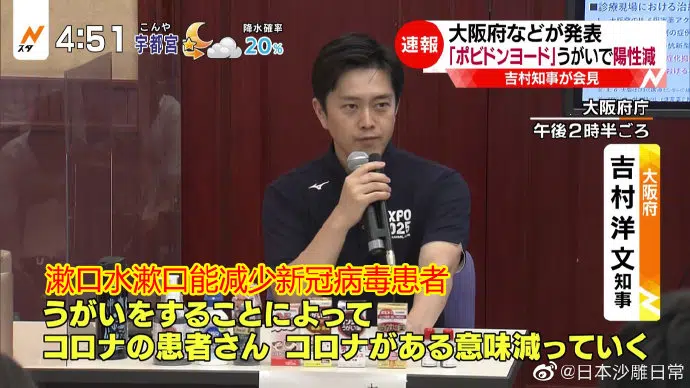 Nスタ
4:51
こんや
宇都宮
降水確率
20%
速報
大阪府などが発表
「ポビドンヨード」うがいで陽性減
吉村知事が会見
大阪府庁
午後2時半ごろ
大阪府
吉村洋文知事
EXPO
2025
漱口水漱口能减少新冠病毒患者
うがいをすることによって
コロナの患者さん コロナがある意味減っていく
@日本沙雕日常